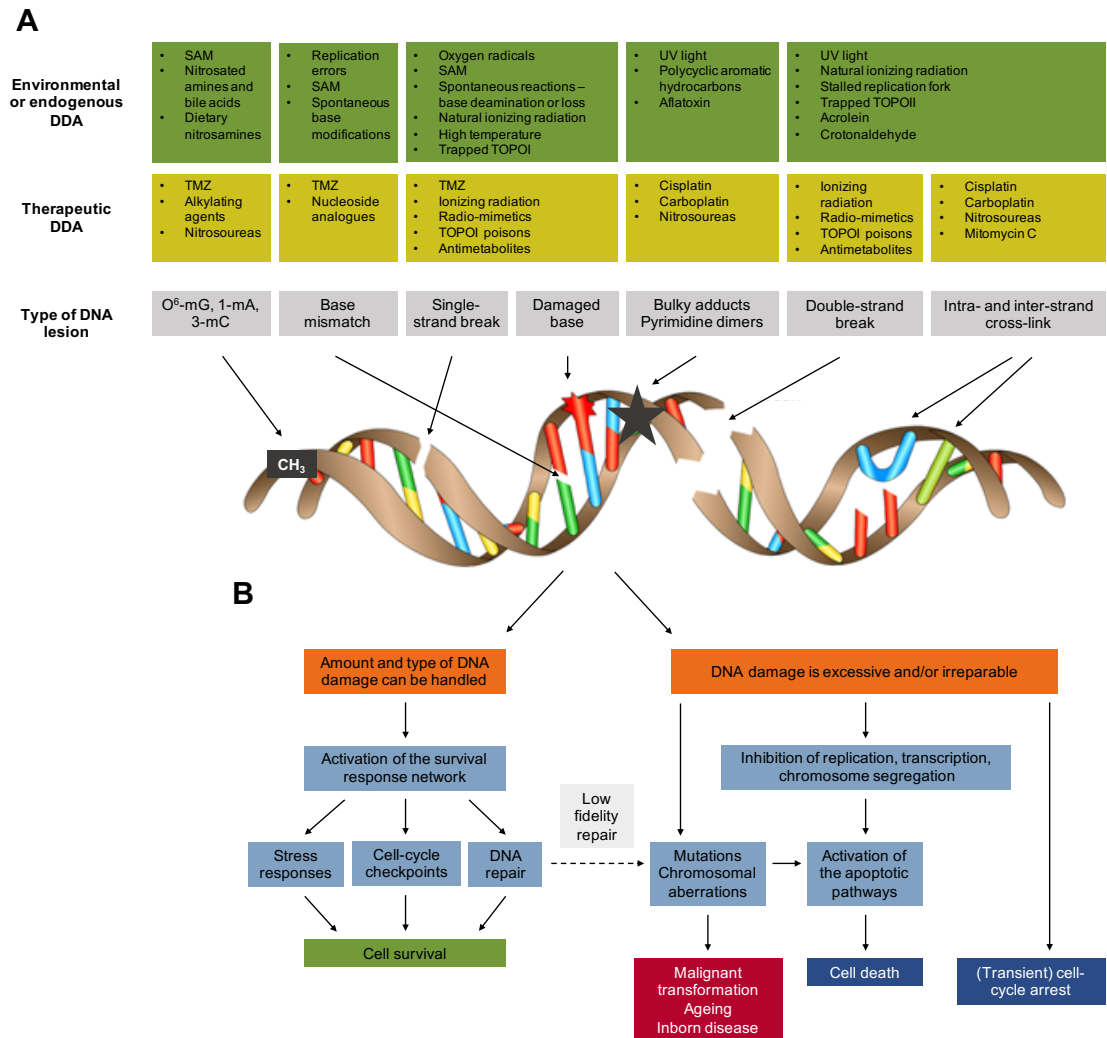 A
Environmental
or endogenous
DDA
• SAM
• Nitrosated
amines and
bile acids
• Dietary
nitrosamines
• Replication
errors
• SAM
• Spontaneous
base
modifications
• Oxygen radicals
• SAM
• Spontaneous reactions –
base deamination or loss
• Natural ionizing radiation
• High temperature
• Trapped TOPOI
• UV light
• Polycyclic aromatic
hydrocarbons
• Aflatoxin
• UV light
• Natural ionizing radiation
• Stalled replication fork
• Trapped TOPOII
• Acrolein
• Crotonaldehyde
Therapeutic
DDA
• TMZ
• Alkylating
agents
• Nitrosoureas
• TMZ
• Nucleoside
analogues
• TMZ
• Ionizing radiation
• Radio-mimetics
• TOPOI poisons
• Antimetabolites
• Cisplatin
• Carboplatin
• Nitrosoureas
• Ionizing
radiation
• Radio-mimetics
• TOPOI poisons
• Antimetabolites
• Cisplatin
• Carboplatin
• Nitrosoureas
• Mitomycin C
Type of DNA
lesion
O⁶-mG, 1-mA,
3-mC
Base
mismatch
Single-
strand break
Damaged
base
Bulky adducts
Pyrimidine dimers
Double-strand
break
Intra- and inter-strand
cross-link
CH₃
B
Amount and type of DNA
damage can be handled
DNA damage is excessive and/or irreparable
Activation of the survival
response network
Inhibition of replication, transcription,
chromosome segregation
Low
fidelity
repair
Stress
responses
Cell-cycle
checkpoints
DNA
repair
Mutations
Chromosomal
aberrations
Activation of
the apoptotic
pathways
Cell survival
Malignant
transformation
Ageing
Inborn disease
Cell death
(Transient) cell-
cycle arrest